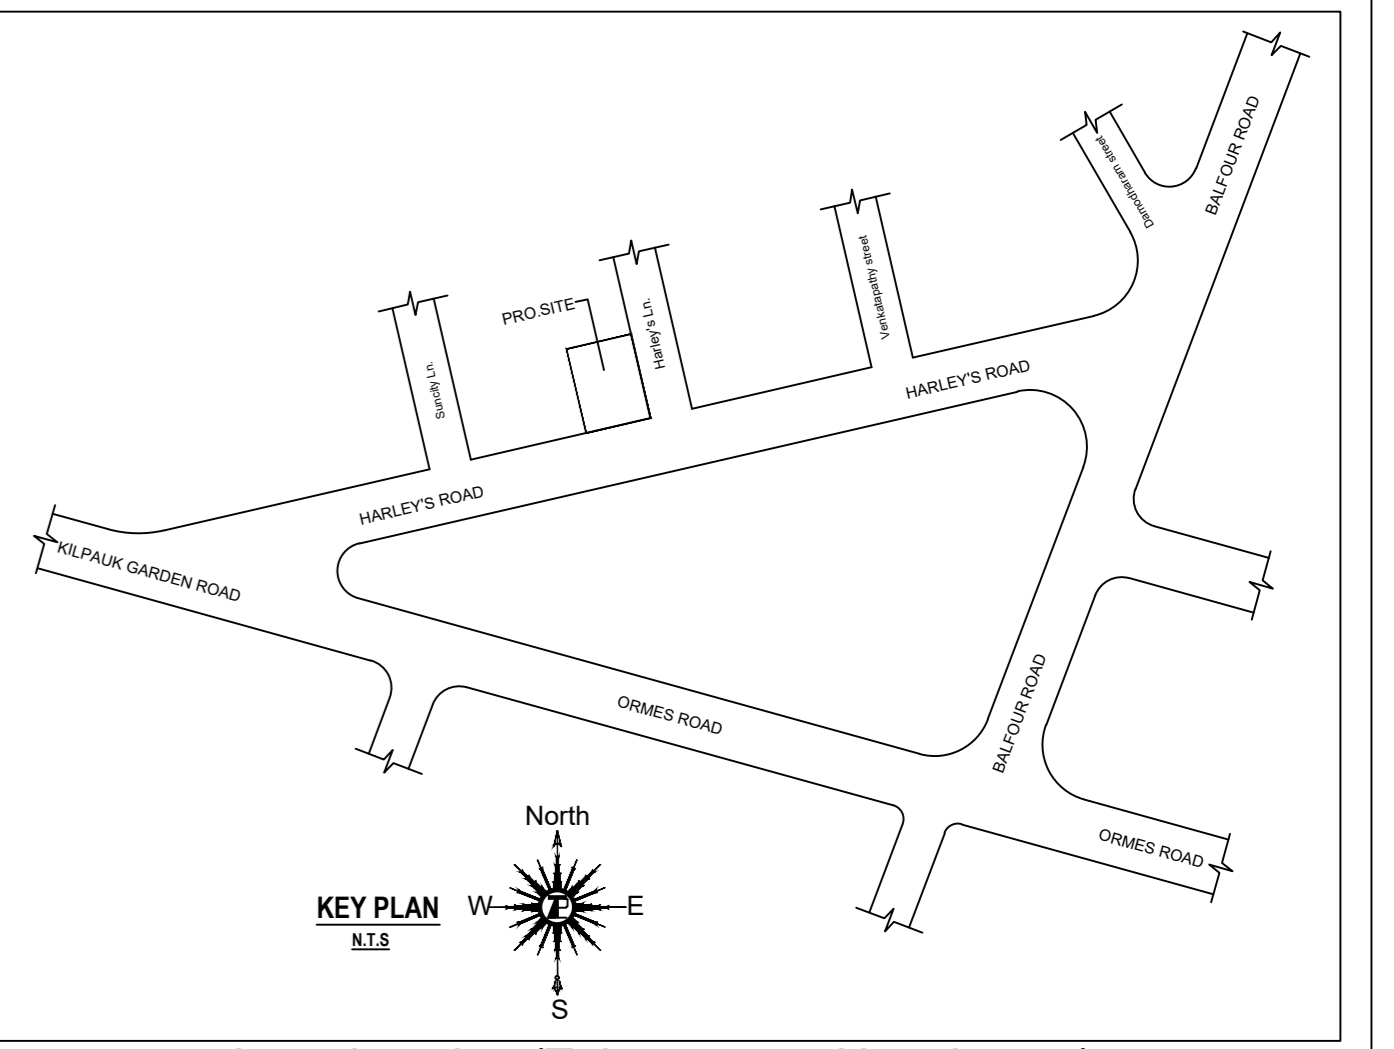 BALFOUR ROAD
Damodharam street
Venkatapathy street
Harley's Ln.
PRO.SITE
Suncity Ln.
HARLEY'S ROAD
HARLEY'S ROAD
KILPAUK GARDEN ROAD
ORMES ROAD
BALFOUR ROAD
ORMES ROAD
North
W
E
S
KEY PLAN
N.T.S